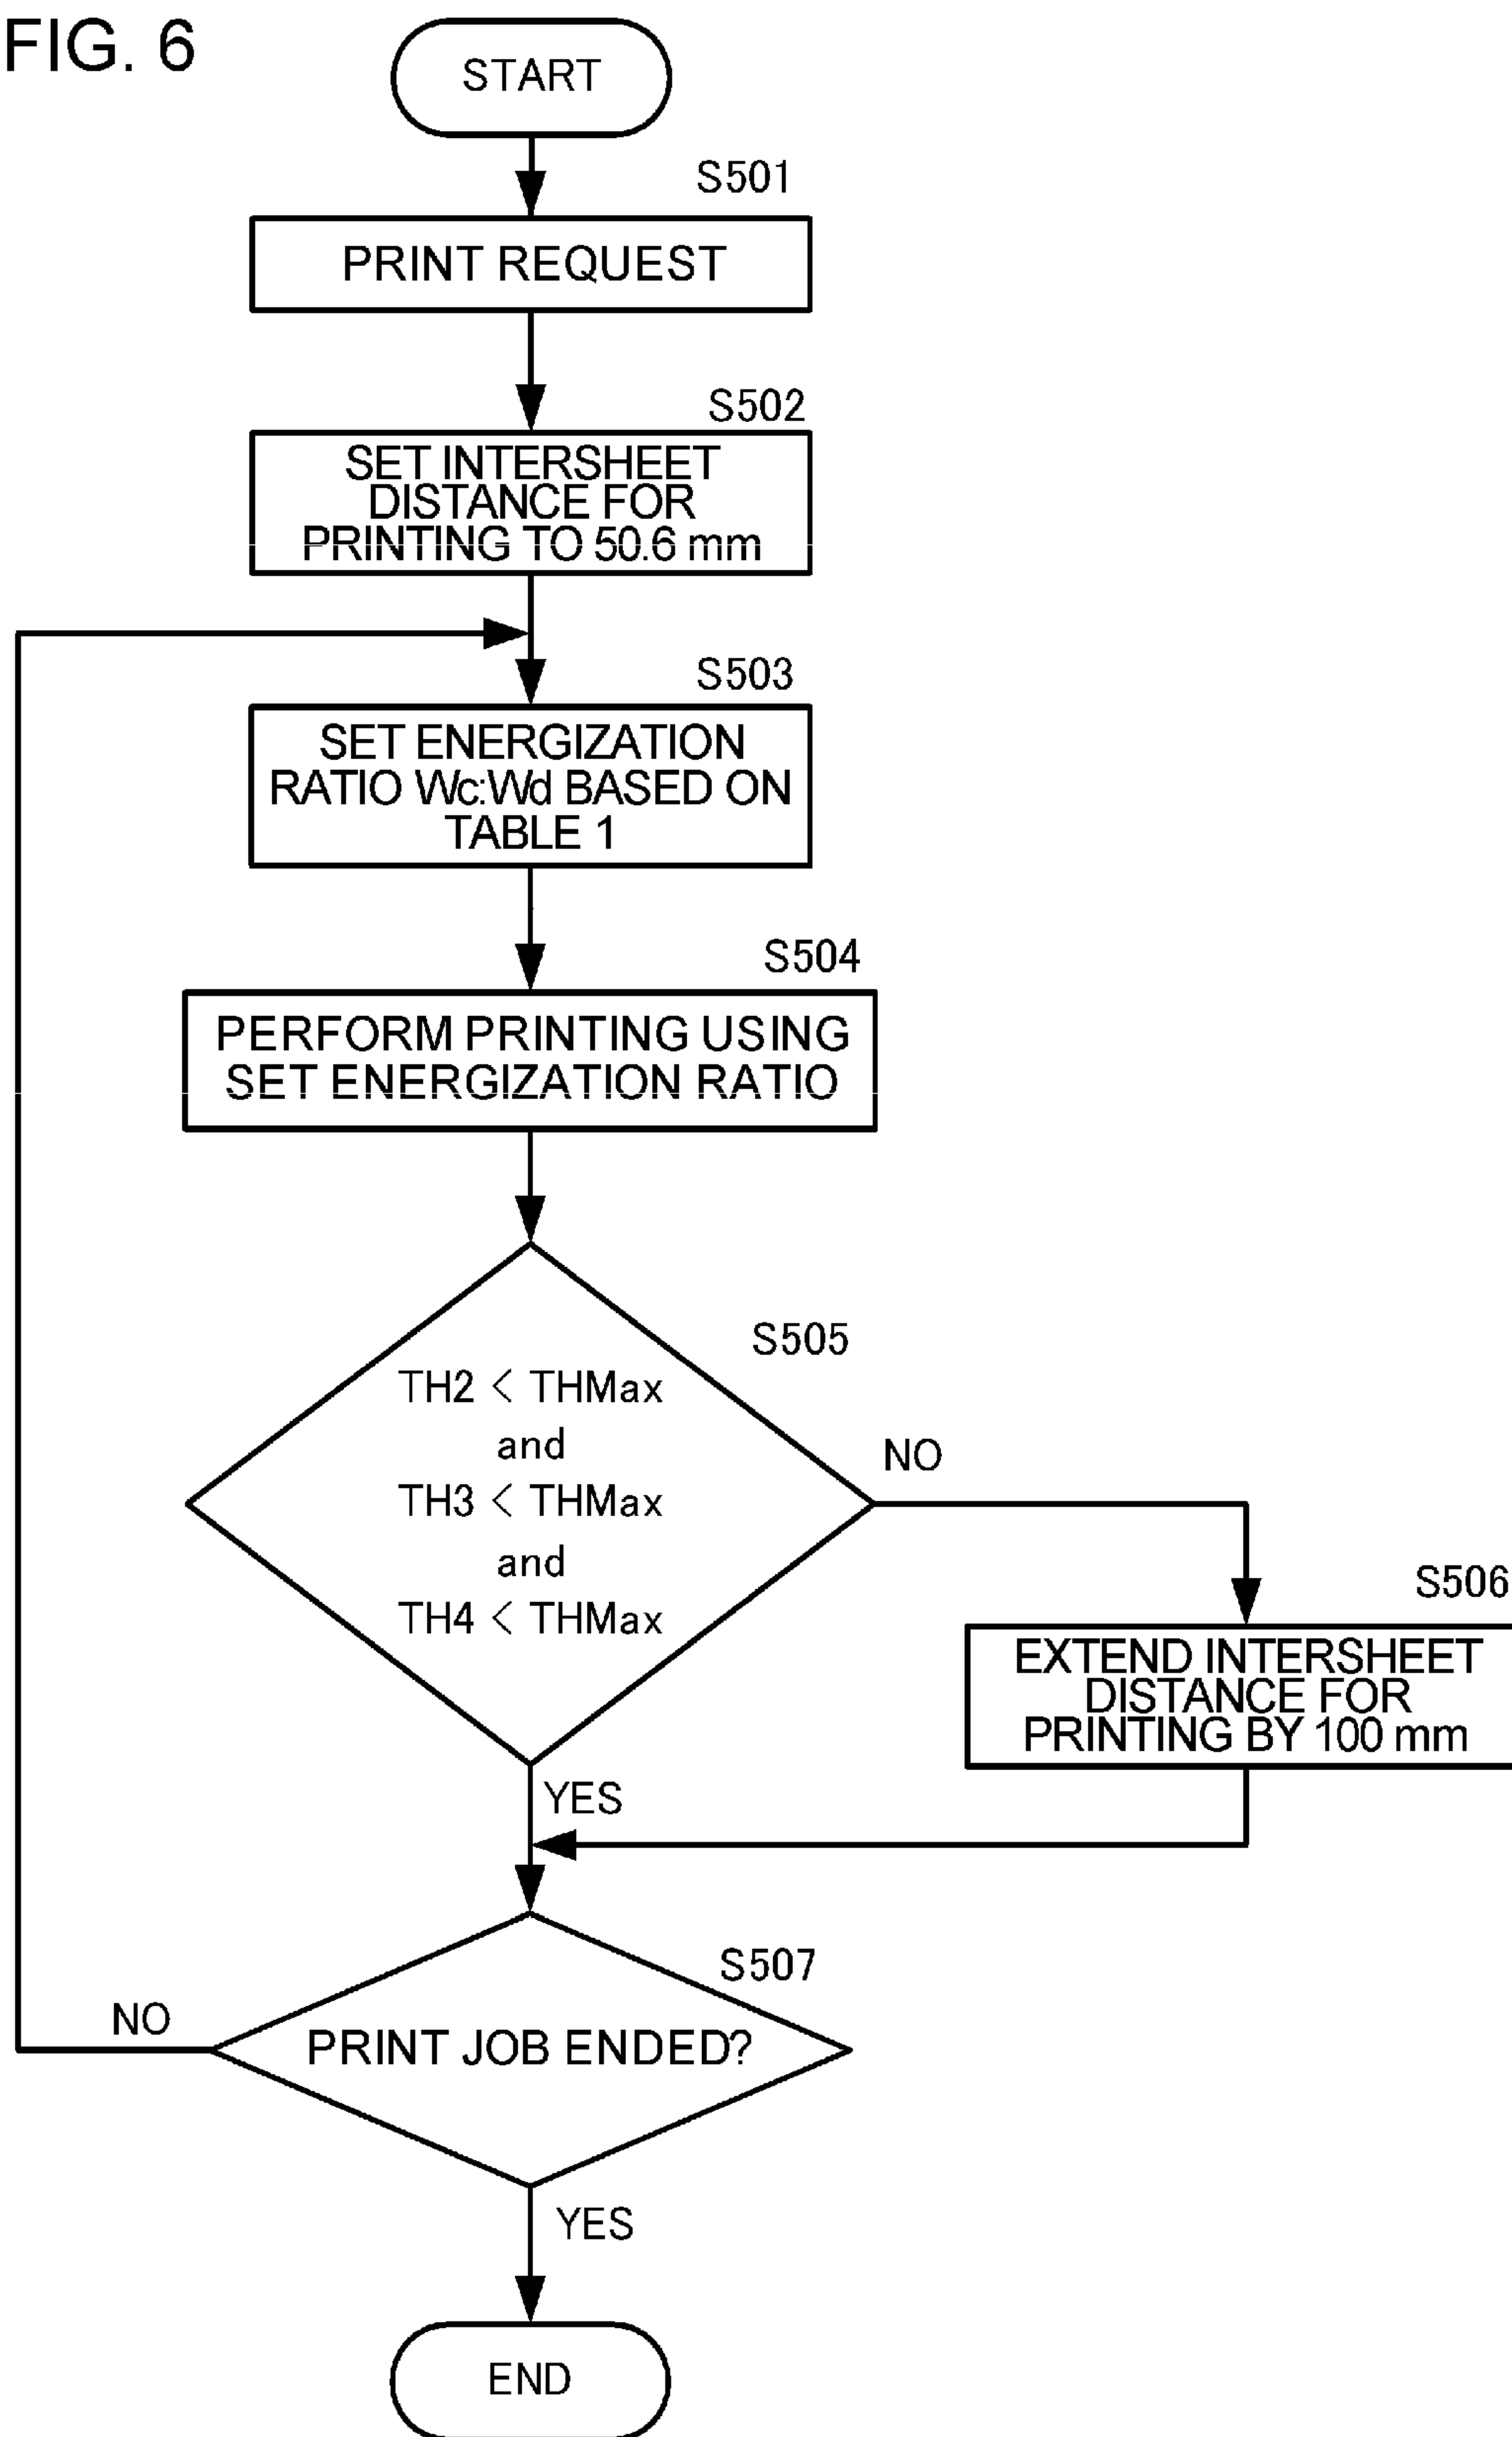 FIG. 6
START
S501
PRINT REQUEST
S502
SET INTERSHEET
DISTANCE FOR
PRINTING TO 50.6 mm
S503
SET ENERGIZATION
RATIO Wc:Wd BASED ON
TABLE 1
S504
PERFORM PRINTING USING
SET ENERGIZATION RATIO
S505
TH2 < THMax
and
TH3 < THMax
and
TH4 < THMax
NO
S506
EXTEND INTERSHEET
DISTANCE FOR
PRINTING BY 100 mm
YES
S507
NO
PRINT JOB ENDED?
YES
END